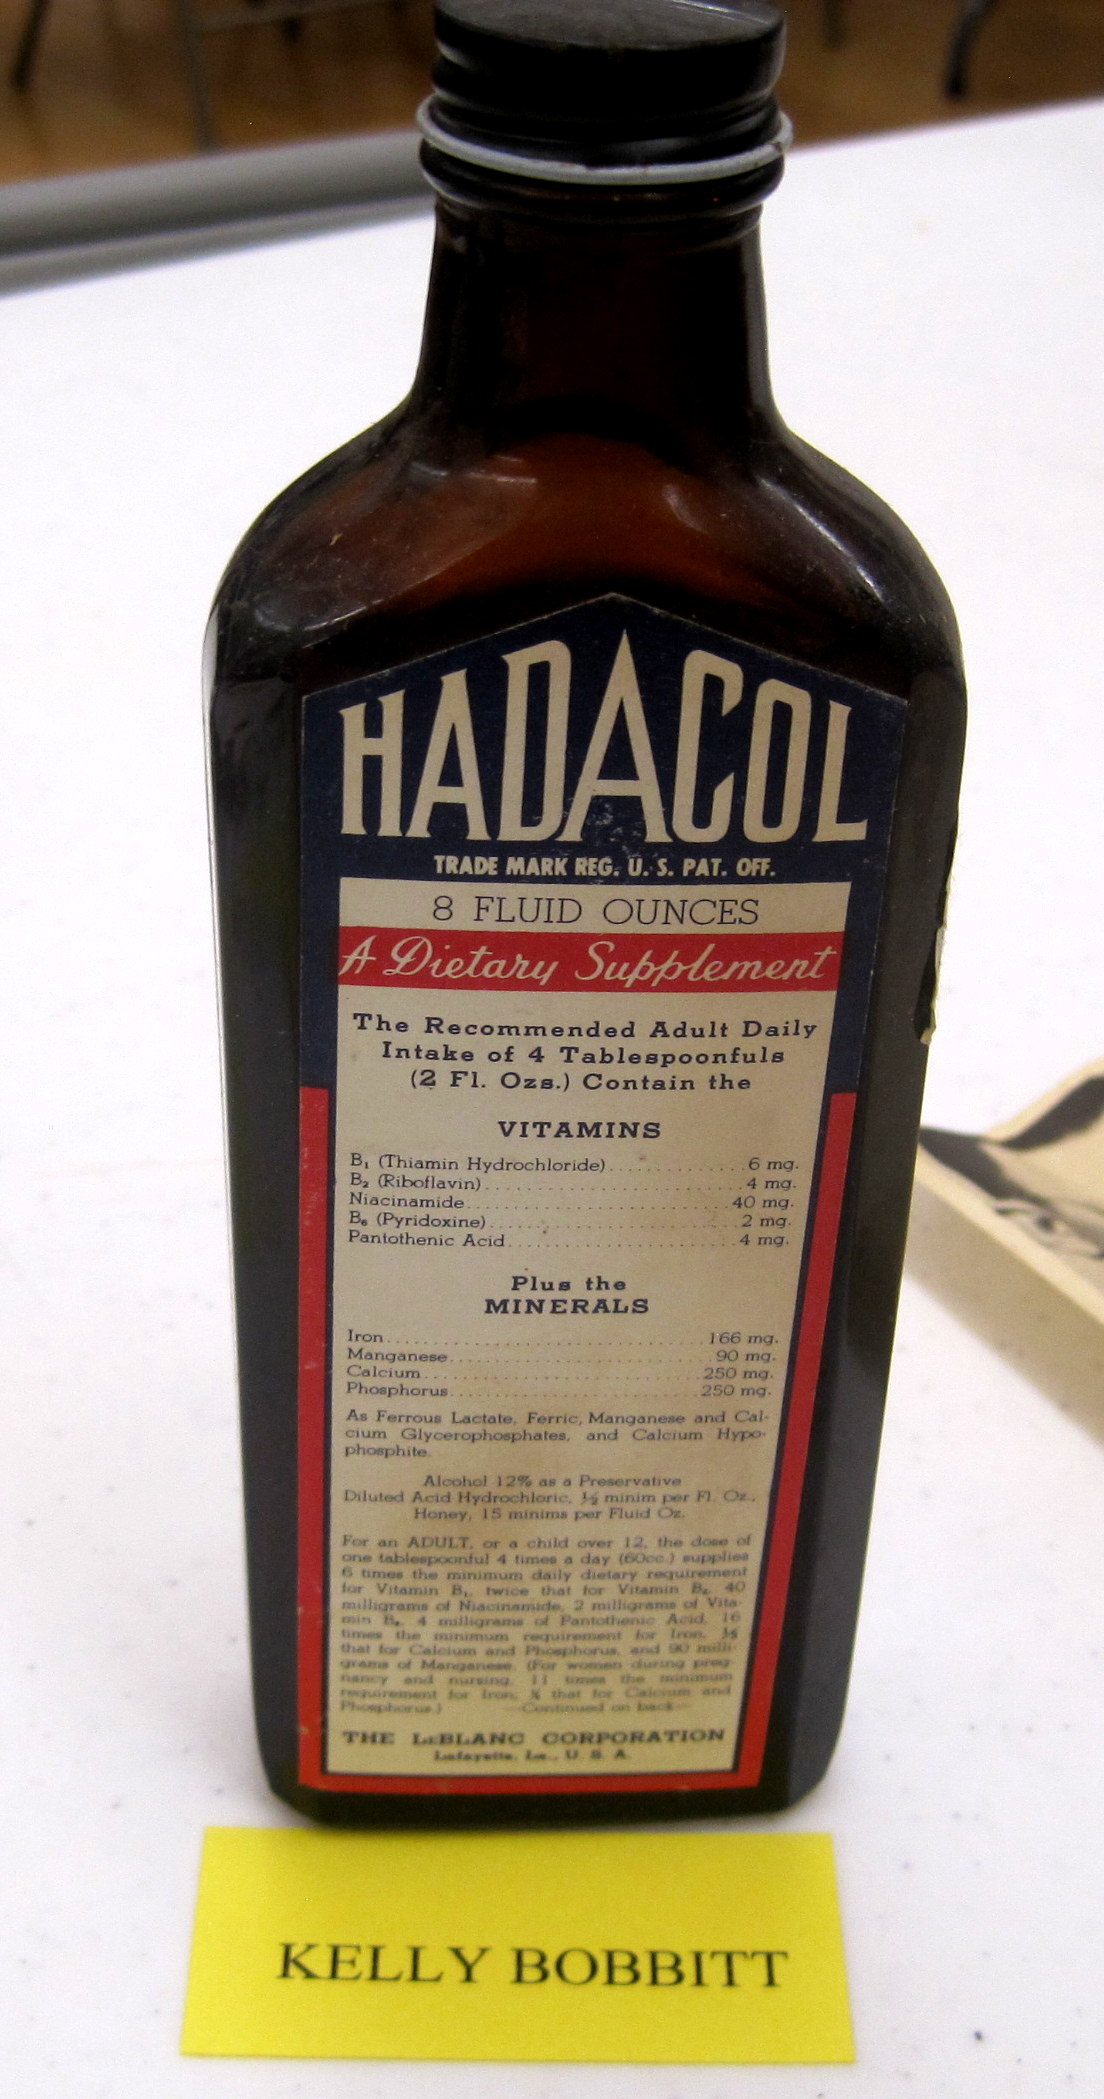 HADACOL
TRADE MARK REG. U. S. PAT. OFF.
8 FLUID OUNCES
A Dietary Supplement
The Recommended Adult Daily
Intake of 4 Tablespoonfuls
(2 Fl. Ozs.) Contain the
VITAMINS
B₁ (Thiamin Hydrochloride)............6 mg.
B₂ (Riboflavin)............4 mg.
Niacinamide............40 mg.
B₆ (Pyridoxine)............2 mg.
Pantothenic Acid............4 mg.
Plus the
MINERALS
Iron............166 mg.
Manganese............90 mg.
Calcium............250 mg.
Phosphorus............250 mg.
As Ferrous Lactate, Ferric, Manganese and Cal-
cium Glycerophosphates, and Calcium Hypo-
phosphite.
Alcohol 12% as a Preservative
Diluted Acid Hydrochloric, ½ minim per Fl. Oz.,
Honey, 15 minims per Fluid Oz.
For an ADULT, or a child over 12, the dose of
one tablespoonful 4 times a day (60cc.) supplies
6 times the minimum daily dietary requirement
for Vitamin B₁, twice that for Vitamin B₂, 40
milligrams of Niacinamide, 2 milligrams of Vita-
min B₆, 4 milligrams of Pantothenic Acid, 16
times the minimum requirement for Iron, ⅓
that for Calcium and Phosphorus, and 90 milli-
grams of Manganese. (For women during preg-
nancy and nursing, 11 times the minimum
requirement for Iron; that for Calcium and
Phosphorus.) —Continued on back—
THE LeBLANC CORPORATION
Lafayette, La., U. S. A.
KELLY BOBBITT